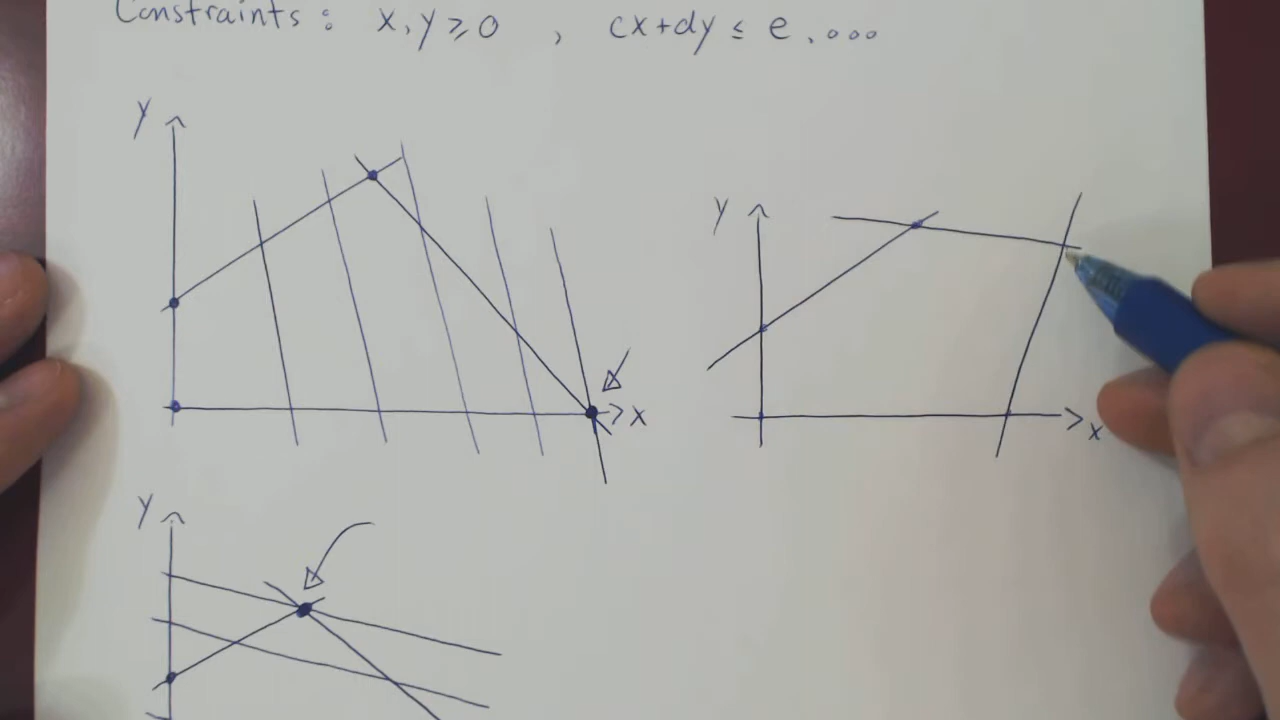 Constraints: x, y ≥ 0 , cx+dy ≤ e, ...
y
y
x
x
y